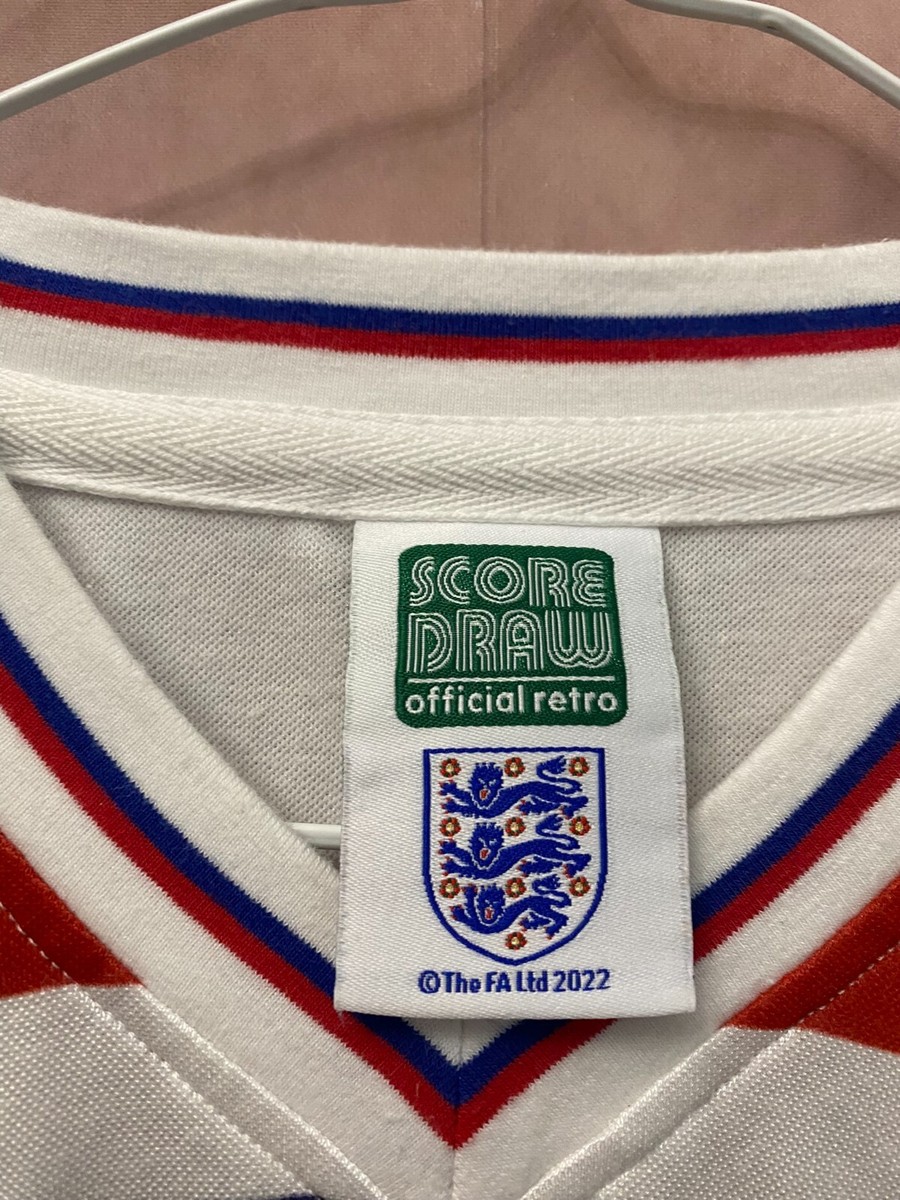 SCORE
DRAW
official retro
©The FA Ltd 2022